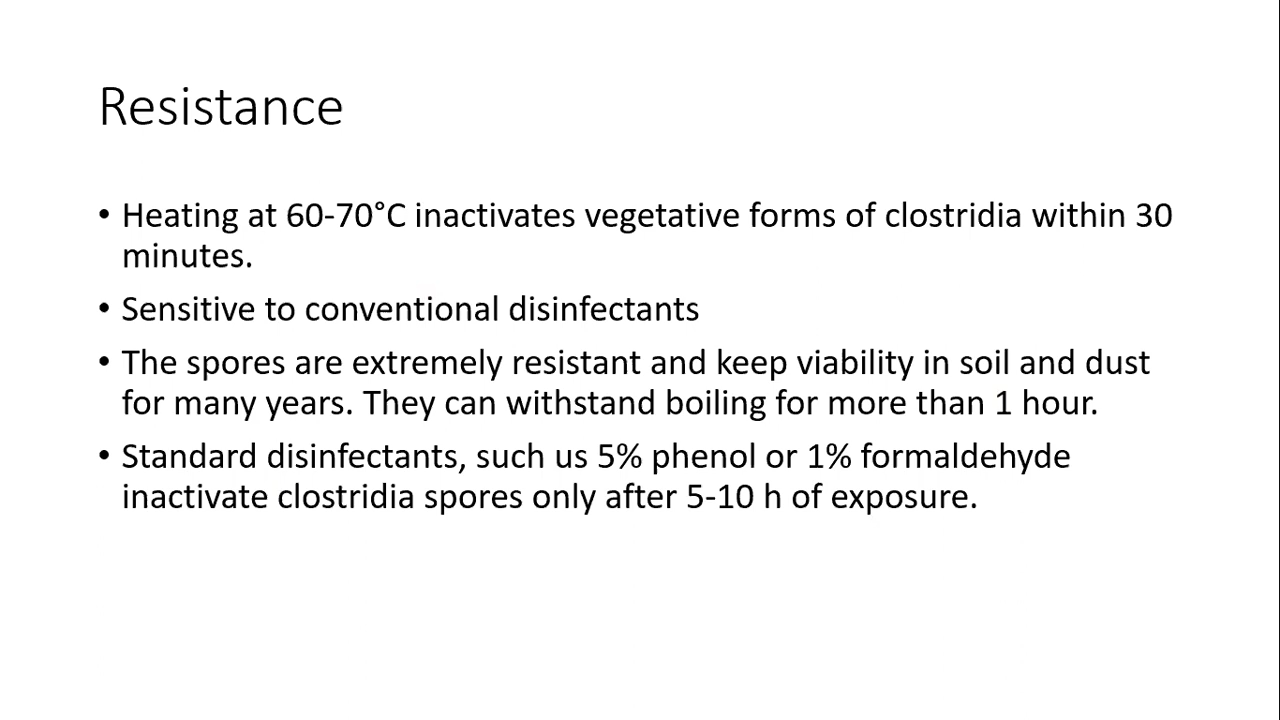 Resistance
• Heating at 60-70°C inactivates vegetative forms of clostridia within 30
minutes.
• Sensitive to conventional disinfectants
• The spores are extremely resistant and keep viability in soil and dust
for many years. They can withstand boiling for more than 1 hour.
• Standard disinfectants, such us 5% phenol or 1% formaldehyde
inactivate clostridia spores only after 5-10 h of exposure.